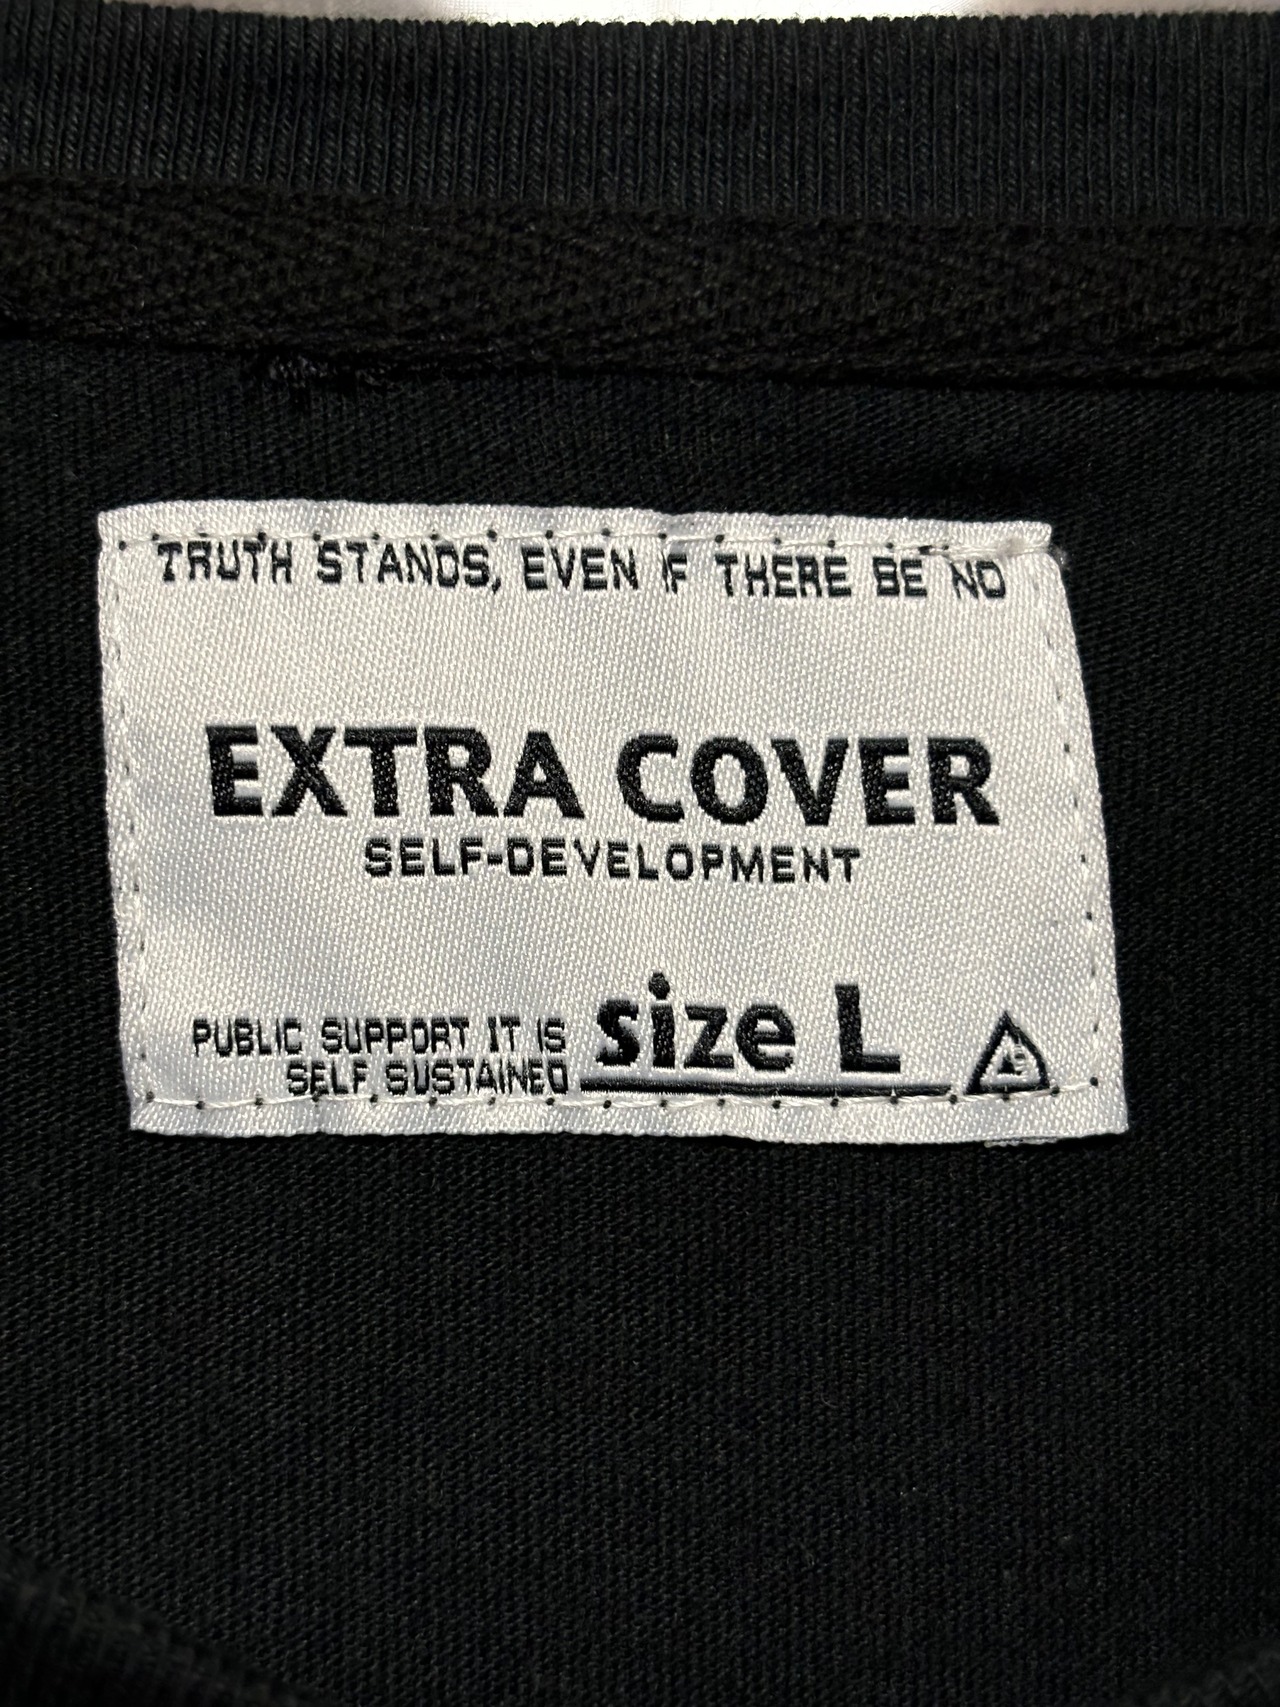 TRUTH STANDS, EVEN IF THERE BE NO
EXTRA COVER
SELF-DEVELOPMENT
PUBLIC SUPPORT IT IS
SELF SUSTAINED
size L